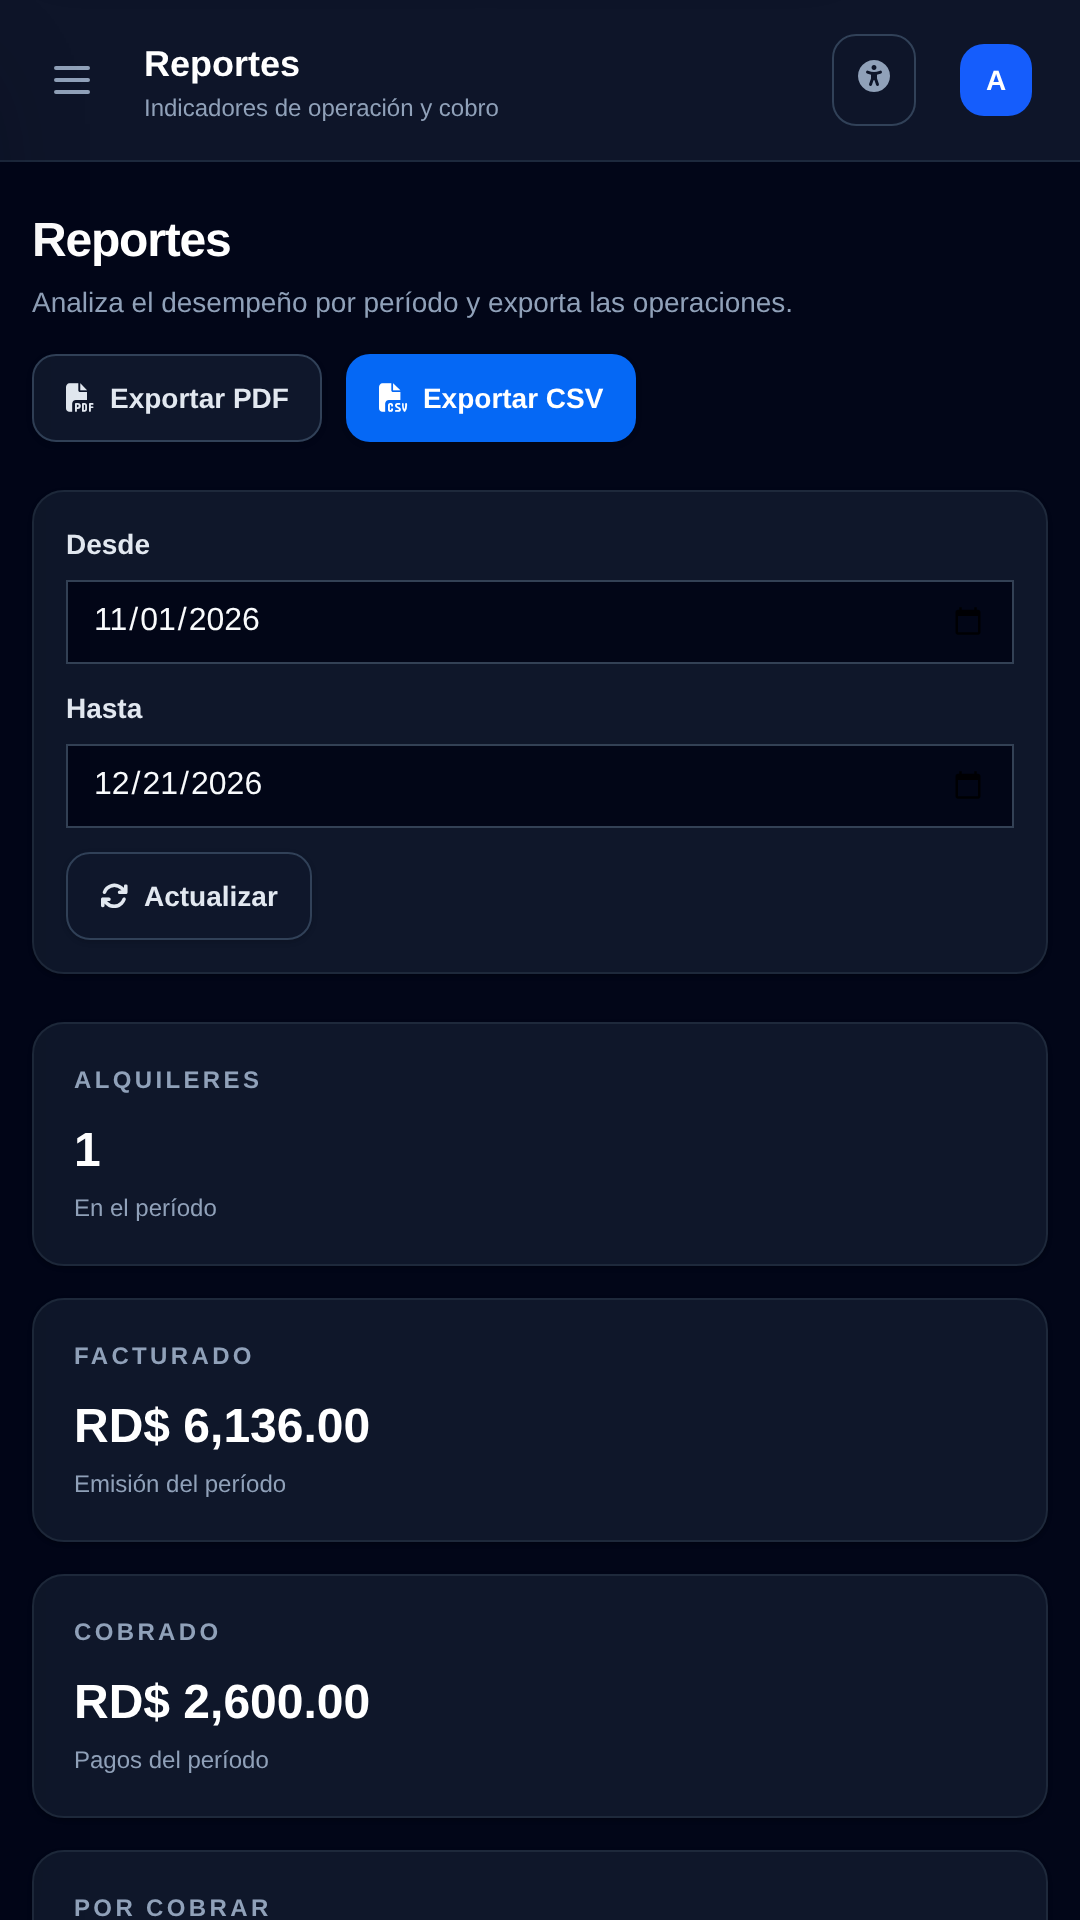 Reportes
Indicadores de operación y cobro
A
Reportes
Analiza el desempeño por período y exporta las operaciones.
Exportar PDF
Exportar CSV
Desde
11/01/2026
Hasta
12/21/2026
Actualizar
ALQUILERES
1
En el período
FACTURADO
RD$ 6,136.00
Emisión del período
COBRADO
RD$ 2,600.00
Pagos del período
POR COBRAR